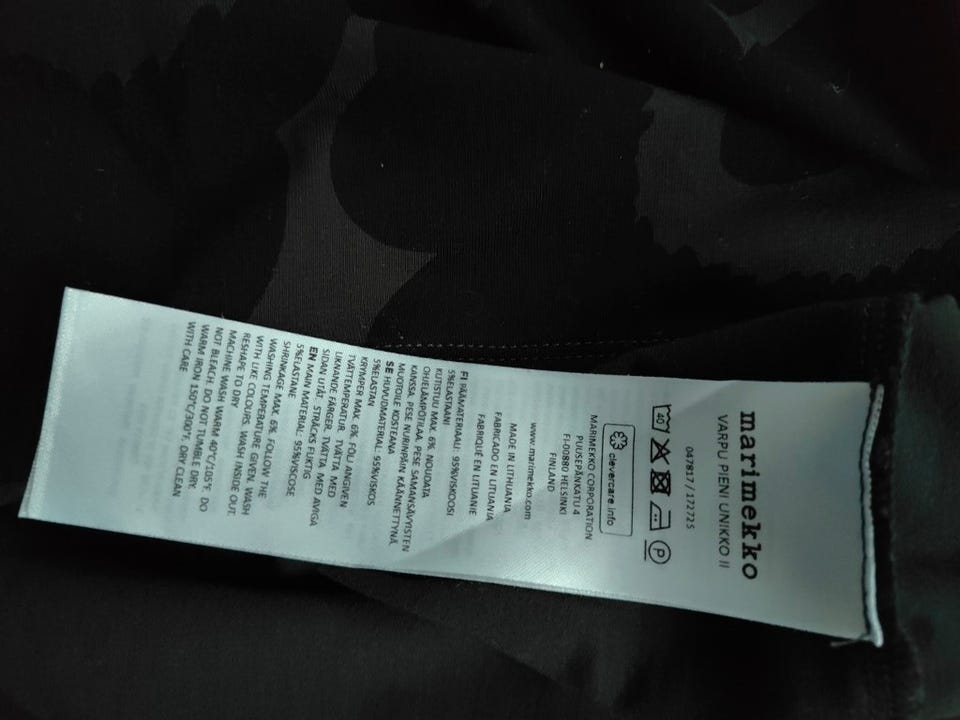 marimekko
VARPU PIENI UNIKKO II
047817/172725
40 P
clevercare.info
MARIMEKKO CORPORATION
PUUSEPÄNKATU 4
FI-00880 HELSINKI
FINLAND
www.marimekko.com
MADE IN LITHUANIA
FABRICADO EN LITUANIA
FABRIQUÉ EN LITUANIE
FI PÄÄMATERIAALI: 95%VISKOOSI
5%ELASTAANI
KUTISTUU MAX. 6%. NOUDATA
OHJELÄMPÖTILAA. PESE SAMANSÄVYISTEN
KANSSA. PESE NURINPÄIN KÄÄNNETTYNÄ.
MUOTOILE KOSTEANA
SE HUVUDMATERIAL: 95%VISKOS
5%ELASTAN
KRYMPER MAX. 6%. FÖLJ ANGIVEN
TVÄTTEMPERATUR. TVÄTTA MED
LIKNANDE FÄRGER. TVÄTTA MED AVIGA
SIDAN UTÅT. STRÄCKS FUKTIG
EN MAIN MATERIAL: 95%VISCOSE
5%ELASTANE
SHRINKAGE MAX. 6%. FOLLOW THE
WASHING TEMPERATURE GIVEN. WASH
WITH LIKE COLOURS. WASH INSIDE OUT.
RESHAPE TO DRY
MACHINE WASH WARM 40°C/105°F. DO
NOT BLEACH. DO NOT TUMBLE DRY.
WARM IRON 150°C/300°F. DRY CLEAN
WITH CARE